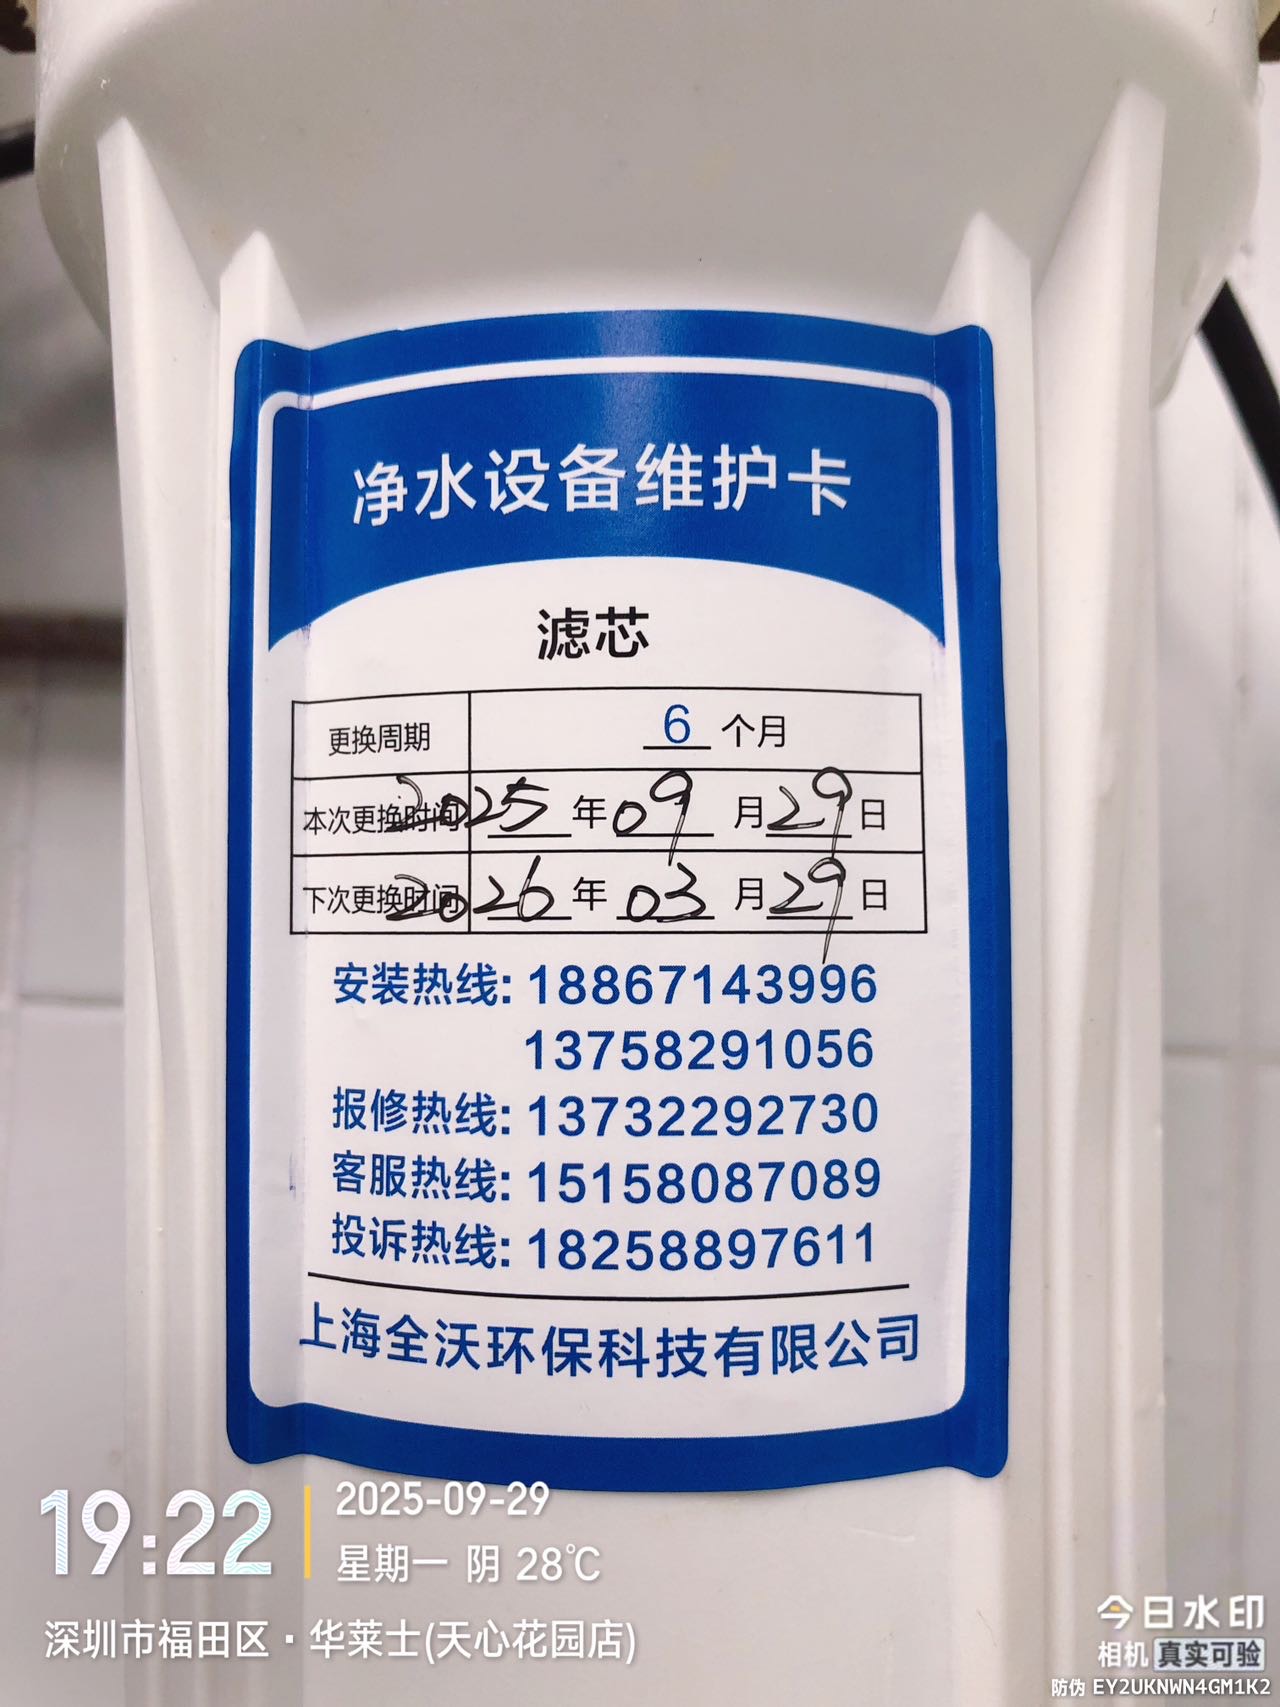 净水设备维护卡
滤芯
更换周期 6 个月
本次更换时间 2025 年 09 月 29 日
下次更换时间 2026 年 03 月 29 日
安装热线: 18867143996
13758291056
报修热线: 13732292730
客服热线: 15158087089
投诉热线: 18258897611
上海全沃环保科技有限公司
19:22
2025-09-29
星期一 阴 28℃
深圳市福田区·华莱士(天心花园店)
今日水印
相机 真实可验
防伪 EY2UKNWN4GM1K2